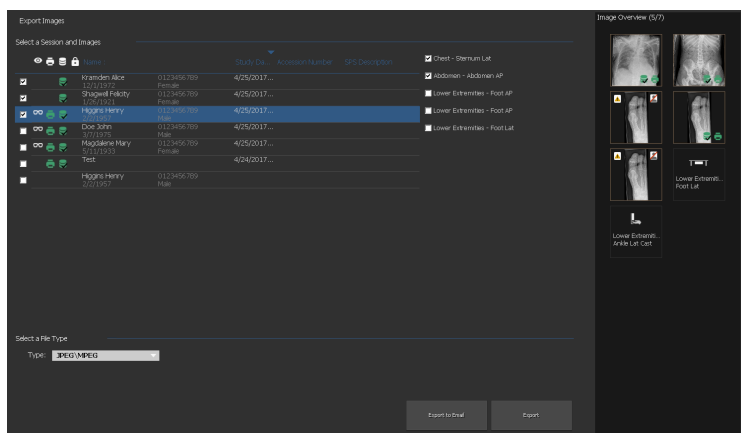 Export Images
Image Overview (5/7)
Select a Session and Images
Name
Study Da...
Accession Number
SPS Description
Kramden Alice
0123456789
4/25/2017...
12/1/1972
Female
Shagwell Felicity
0123456789
4/25/2017...
1/26/1921
Female
Higgins Henry
0123456789
4/25/2017...
2/2/1957
Male
Doe John
0123456789
4/25/2017...
3/7/1975
Male
Magdalene Mary
0123456789
4/25/2017...
5/11/1933
Female
Test
4/24/2017...
Higgins Henry
0123456789
2/2/1957
Male
Chest - Sternum Lat
Abdomen - Abdomen AP
Lower Extremities - Foot AP
Lower Extremities - Foot AP
Lower Extremities - Foot Lat
Lower Extremiti...
Foot Lat
Lower Extremiti...
Ankle Lat Cast
Select a File Type
Type:
JPEG\MPEG
Export to Email
Export